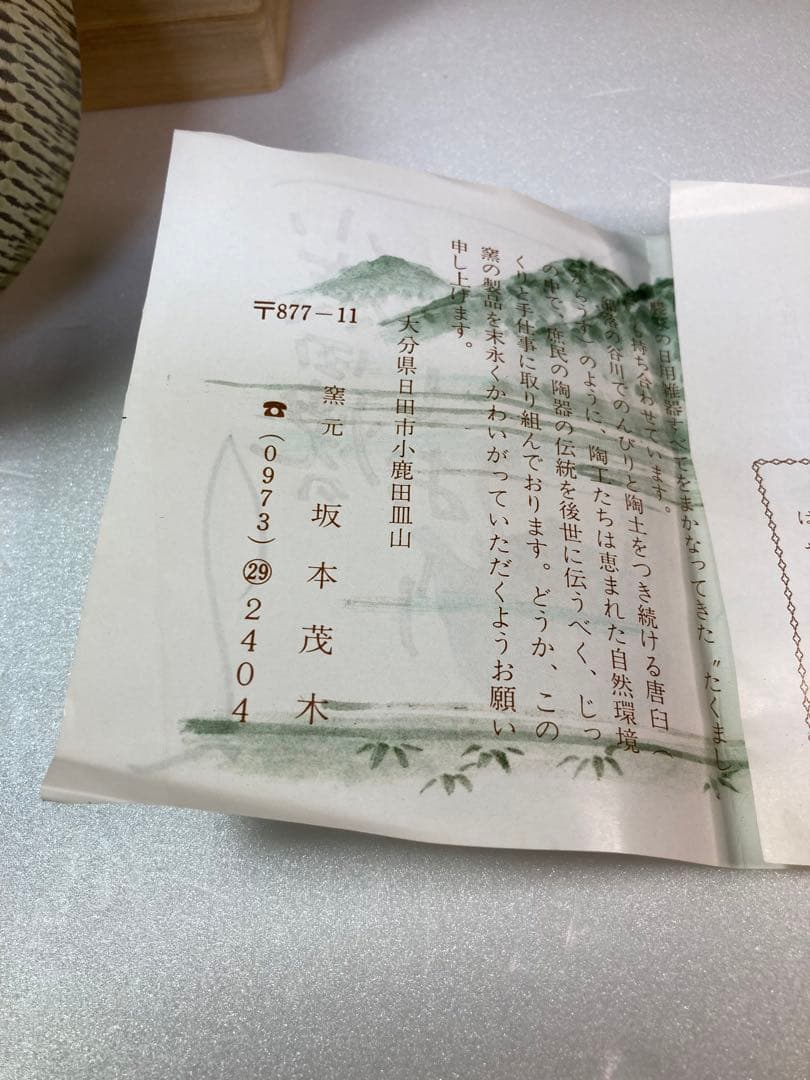 の日用雑器すべてをまかなってきた〝たくまし
持ち合わせています。
の谷川でのんびりと陶土をつき続ける唐臼（
からうす）のように、陶工たちは恵まれた自然環境
の中で、庶民の陶器の伝統を後世に伝うべく、じっ
くりと手仕事に取り組んでおります。どうか、この
窯の製品を末永くかわいがっていただくようお願い
申し上げます。
〒877-11
大分県日田市小鹿田皿山
窯元 坂本茂木
☎(0973)㉙2404
は